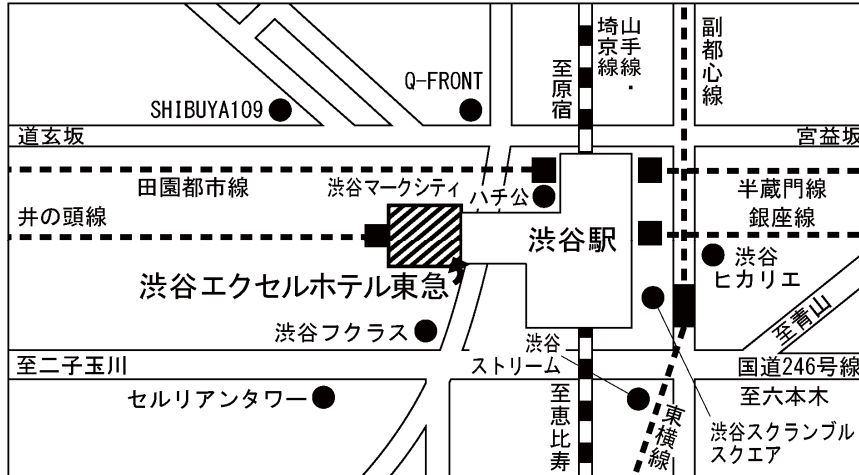 山手線・
埼京線
至原宿
副都心線
Q-FRONT
SHIBUYA109
道玄坂
宮益坂
田園都市線
渋谷マークシティ
ハチ公
半蔵門線
井の頭線
銀座線
渋谷駅
渋谷
ヒカリエ
渋谷エクセルホテル東急
至青山
渋谷フクラス
渋谷
ストリーム
至二子玉川
国道246号線
セルリアンタワー
至恵比寿
東横線
至六本木
渋谷スクランブル
スクエア